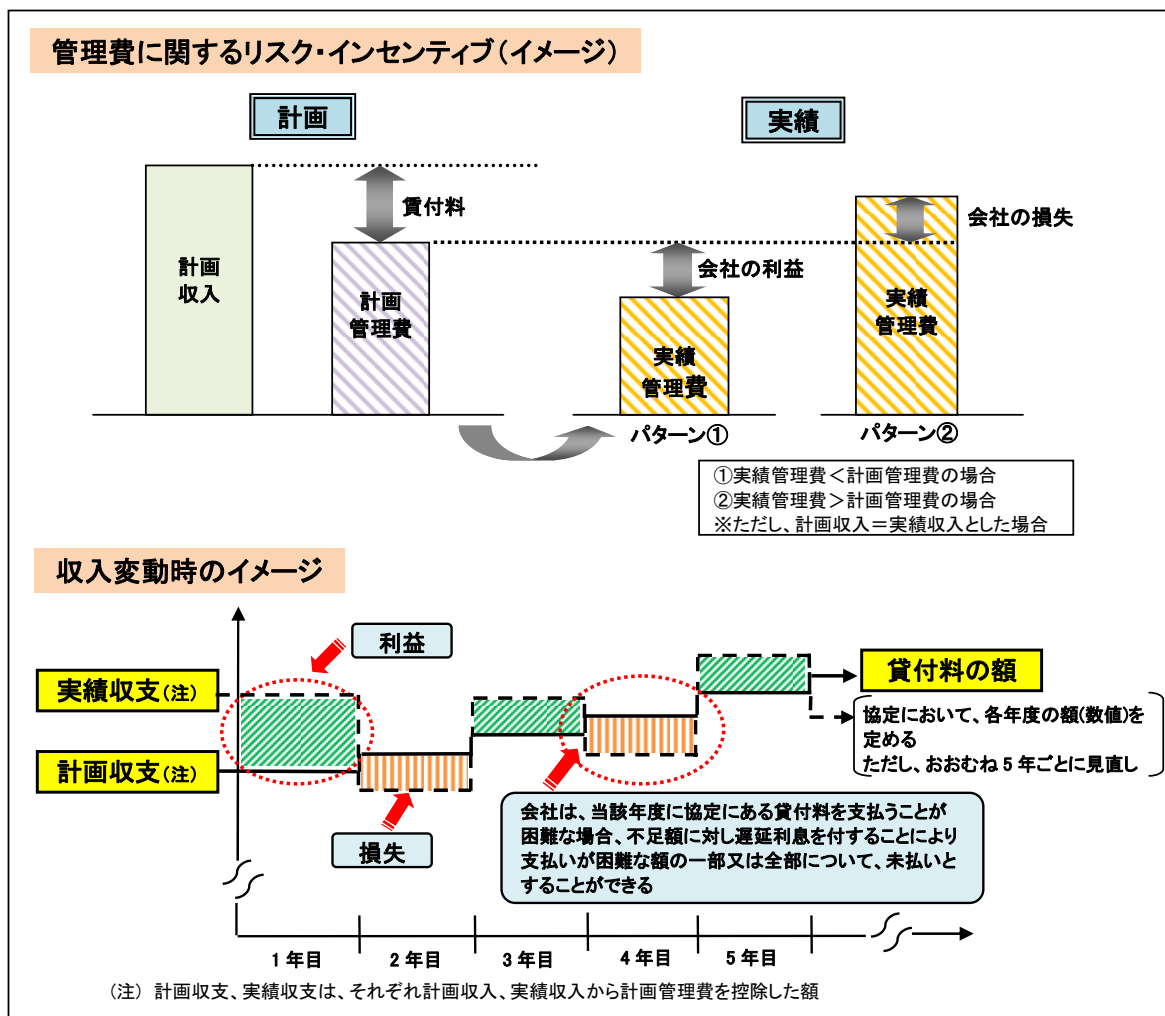 管理費に関するリスク・インセンティブ（イメージ）
計画
実績
賃付料
会社の損失
会社の利益
計画
収入
計画
管理費
実績
管理費
実績
管理費
パターン①
パターン②
①実績管理費＜計画管理費の場合
②実績管理費＞計画管理費の場合
※ただし、計画収入＝実績収入とした場合
収入変動時のイメージ
利益
実績収支(注)
貸付料の額
協定において、各年度の額(数値)を
定める
ただし、おおむね５年ごとに見直し
計画収支(注)
損失
会社は、当該年度に協定にある貸付料を支払うことが
困難な場合、不足額に対し遅延利息を付することにより
支払いが困難な額の一部又は全部について、未払いと
することができる
1 年目
2 年目
3 年目
4 年目
5 年目
（注） 計画収支、実績収支は、それぞれ計画収入、実績収入から計画管理費を控除した額